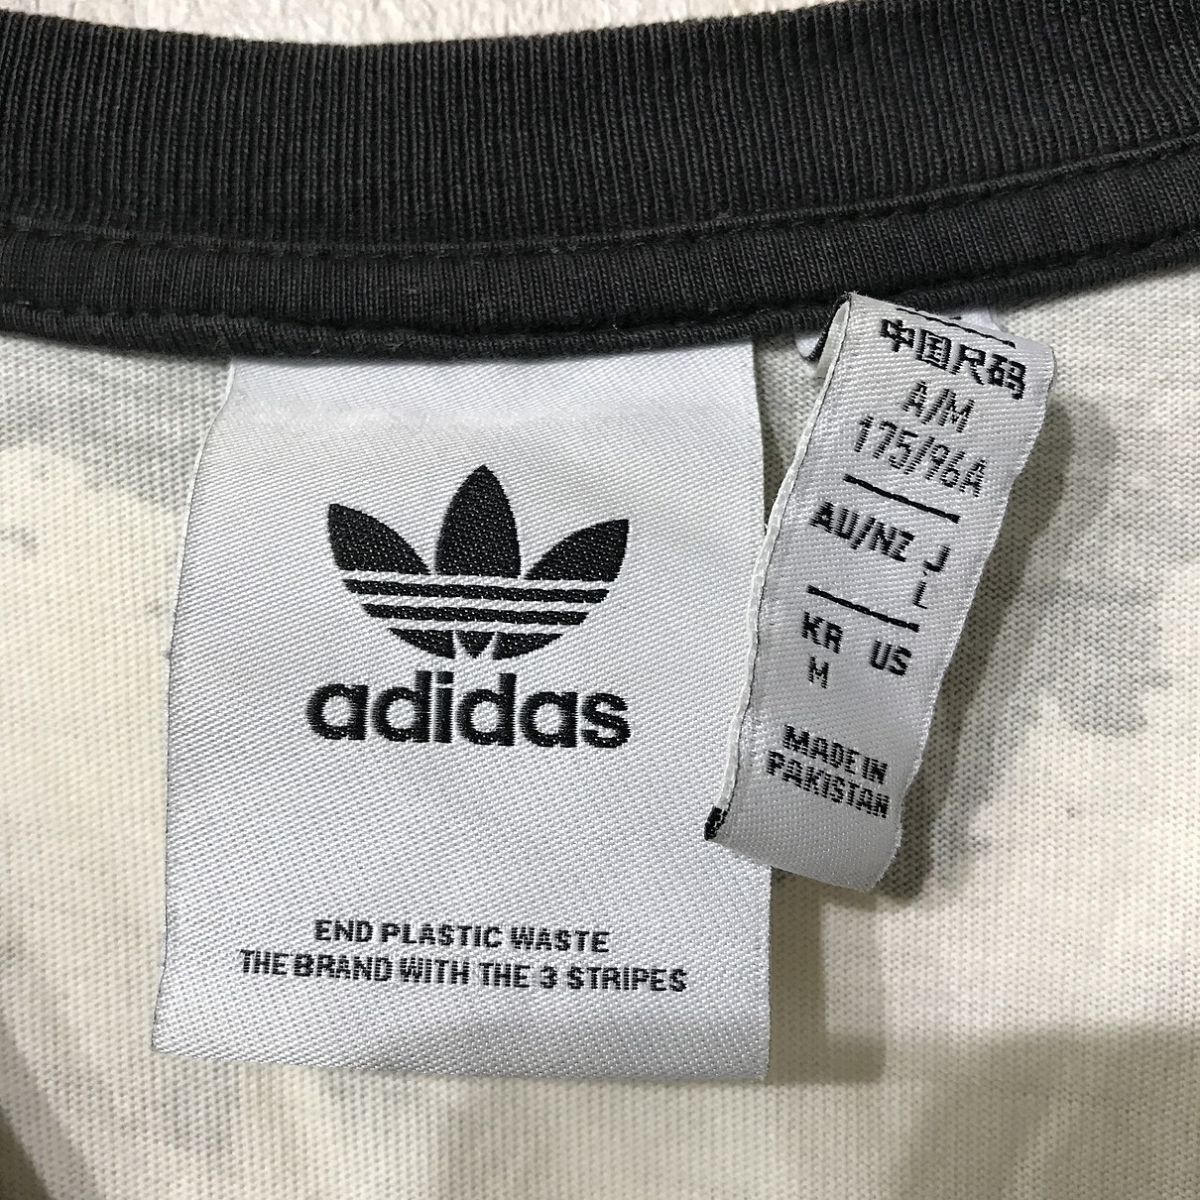 adidas
END PLASTIC WASTE
THE BRAND WITH THE 3 STRIPES
中国尺码
A/M
175/96A
AU/NZ J
L
KR US
M
MADE IN
PAKISTAN